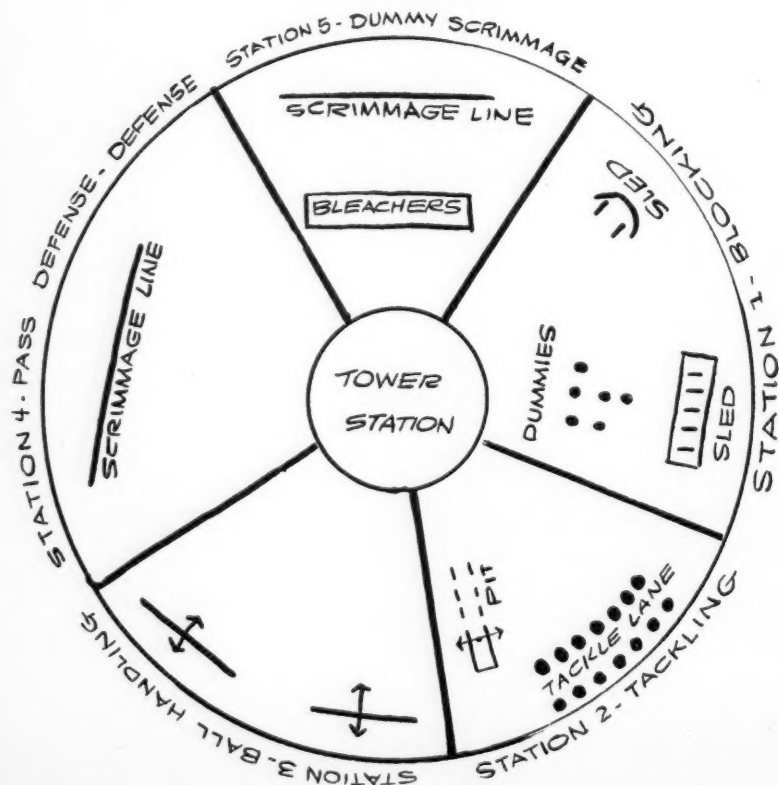 STATION 5 - DUMMY SCRIMMAGE
SCRIMMAGE LINE
BLEACHERS
STATION 1 - BLOCKING
SLED
DUMMIES
SLED
TOWER
STATION
STATION 2 - TACKLING
PIT
TACKLE LANE
STATION 3 - BALL HANDLING
STATION 4 - PASS DEFENSE - DEFENSE
SCRIMMAGE LINE